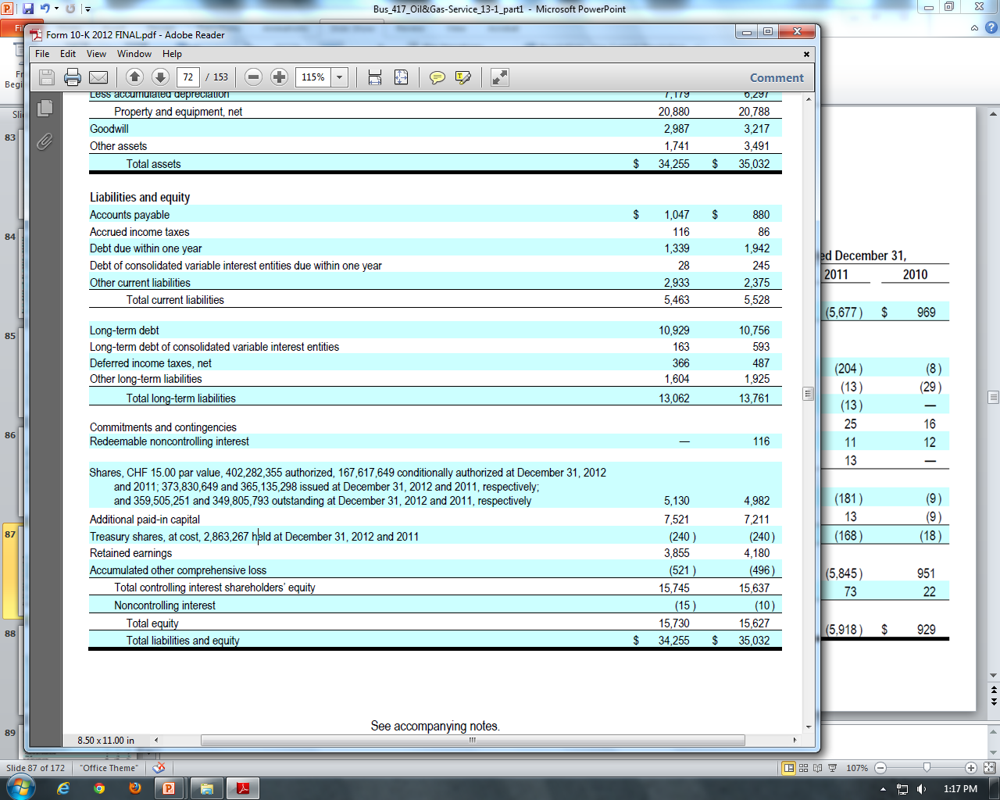 Bus_417_Oil&Gas-Service_13-1_part1 - Microsoft PowerPoint
Form 10-K 2012 FINAL.pdf - Adobe Reader
File Edit View Window Help
72 / 153 115% Comment
Less accumulated depreciation 7,179 6,297
Property and equipment, net 20,880 20,788
Goodwill 2,987 3,217
Other assets 1,741 3,491
Total assets $ 34,255 $ 35,032
Liabilities and equity
Accounts payable $ 1,047 $ 880
Accrued income taxes 116 86
Debt due within one year 1,339 1,942
Debt of consolidated variable interest entities due within one year 28 245
Other current liabilities 2,933 2,375
Total current liabilities 5,463 5,528
Long-term debt 10,929 10,756
Long-term debt of consolidated variable interest entities 163 593
Deferred income taxes, net 366 487
Other long-term liabilities 1,604 1,925
Total long-term liabilities 13,062 13,761
Commitments and contingencies
Redeemable noncontrolling interest — 116
Shares, CHF 15.00 par value, 402,282,355 authorized, 167,617,649 conditionally authorized at December 31, 2012
and 2011; 373,830,649 and 365,135,298 issued at December 31, 2012 and 2011, respectively;
and 359,505,251 and 349,805,793 outstanding at December 31, 2012 and 2011, respectively 5,130 4,982
Additional paid-in capital 7,521 7,211
Treasury shares, at cost, 2,863,267 held at December 31, 2012 and 2011 (240 ) (240 )
Retained earnings 3,855 4,180
Accumulated other comprehensive loss (521 ) (496 )
Total controlling interest shareholders' equity 15,745 15,637
Noncontrolling interest (15 ) (10 )
Total equity 15,730 15,627
Total liabilities and equity $ 34,255 $ 35,032
See accompanying notes.
8.50 x 11.00 in
83
84
85
86
87
88
89
ed December 31,
2011 2010
(5,677 ) $ 969
(204 ) (8 )
(13 ) (29 )
(13 ) —
25 16
11 12
13 —
(181 ) (9 )
13 (9 )
(168 ) (18 )
(5,845 ) 951
73 22
(5,918 ) $ 929
Slide 87 of 172 "Office Theme" 107%
1:17 PM